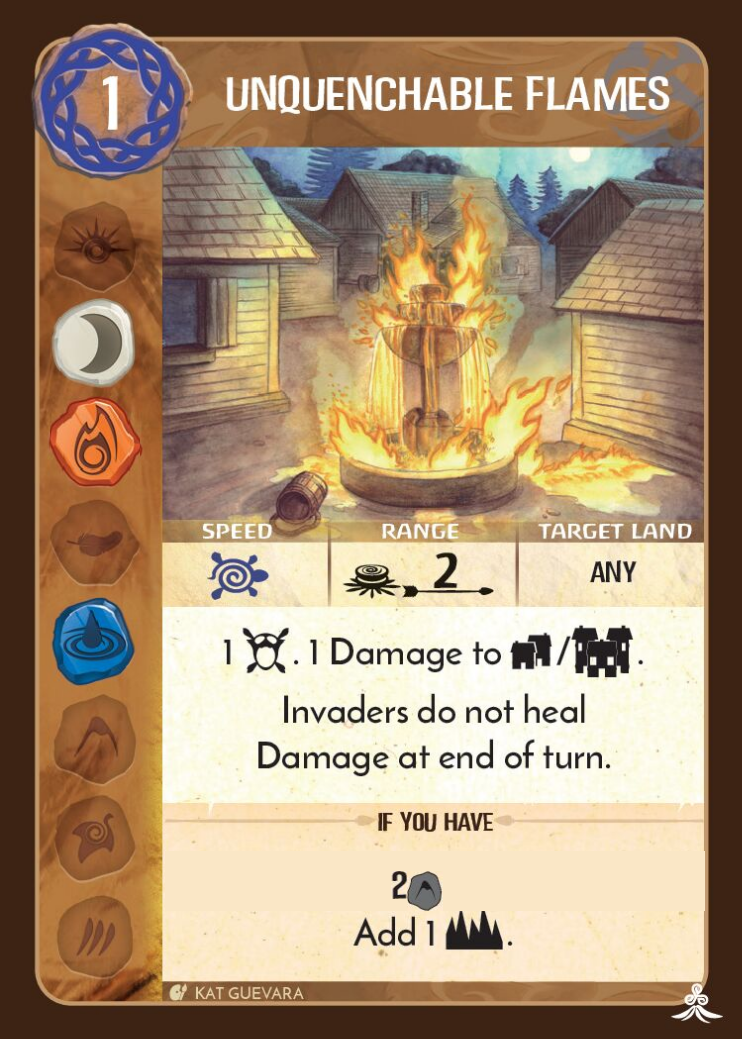 1
UNQUENCHABLE FLAMES
SPEED RANGE TARGET LAND
2 ANY
1 . 1 Damage to / .
Invaders do not heal
Damage at end of turn.
IF YOU HAVE
2
Add 1 .
KAT GUEVARA